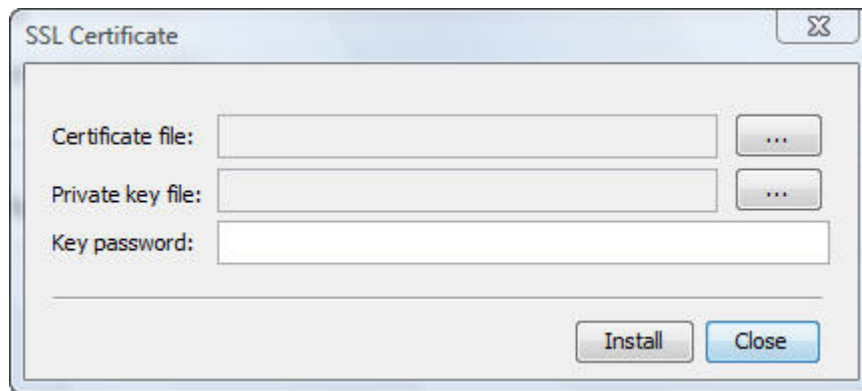 SSL Certificate
Certificate file:
...
Private key file:
...
Key password:
Install
Close